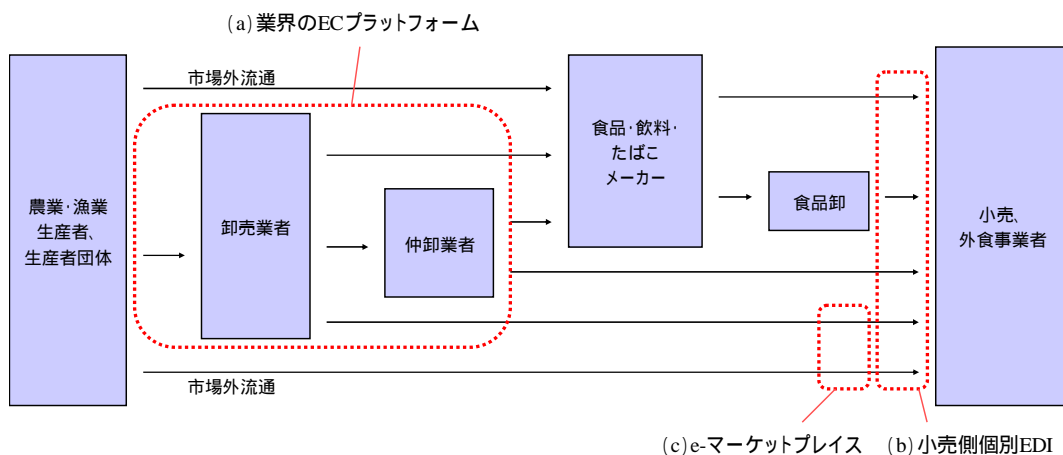 (a)業界のECプラットフォーム
市場外流通
農業・漁業
生産者、
生産者団体
卸売業者
仲卸業者
食品・飲料・
たばこ
メーカー
食品卸
小売、
外食事業者
市場外流通
(c)e-マーケットプレイス
(b)小売側個別EDI